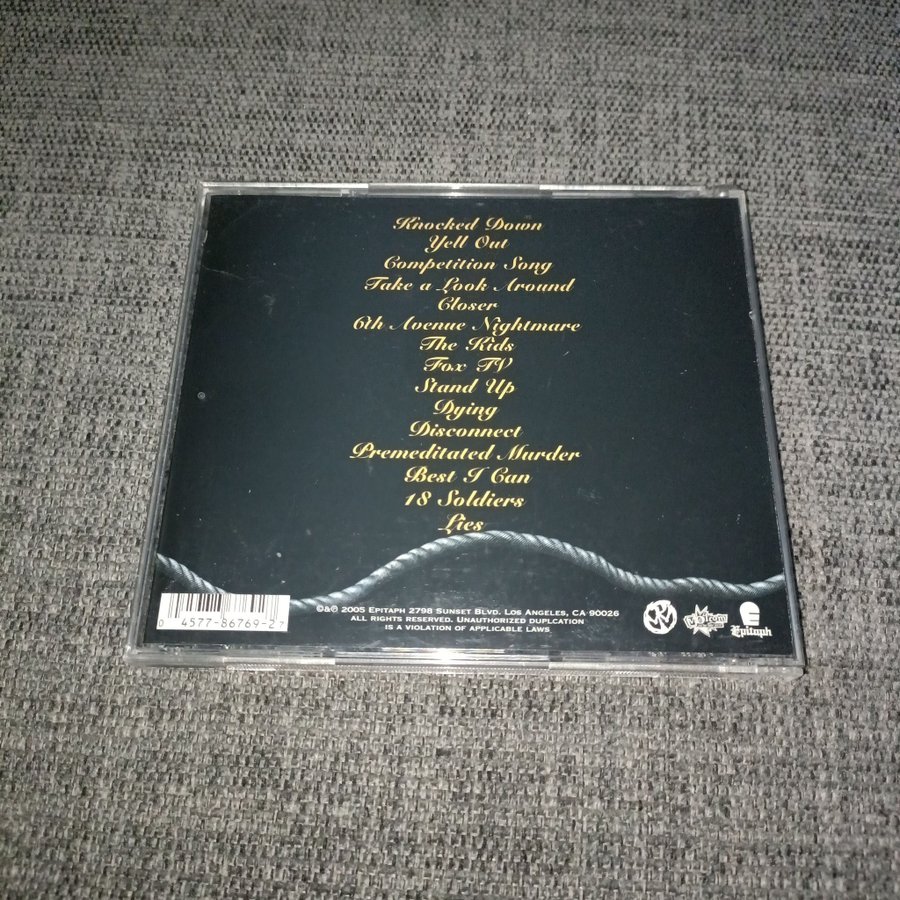 Knocked Down
Yell Out
Competition Song
Take a Look Around
Closer
6th Avenue Nightmare
The Kids
Fox TV
Stand Up
Dying
Disconnect
Premeditated Murder
Best I Can
18 Soldiers
Lies
0 4577-86769-2 7
©&℗ 2005 Epitaph 2798 Sunset Blvd. Los Angeles, CA 90026
all rights reserved. Unauthorized duplcation
is a violation of applicable laws
Epitaph